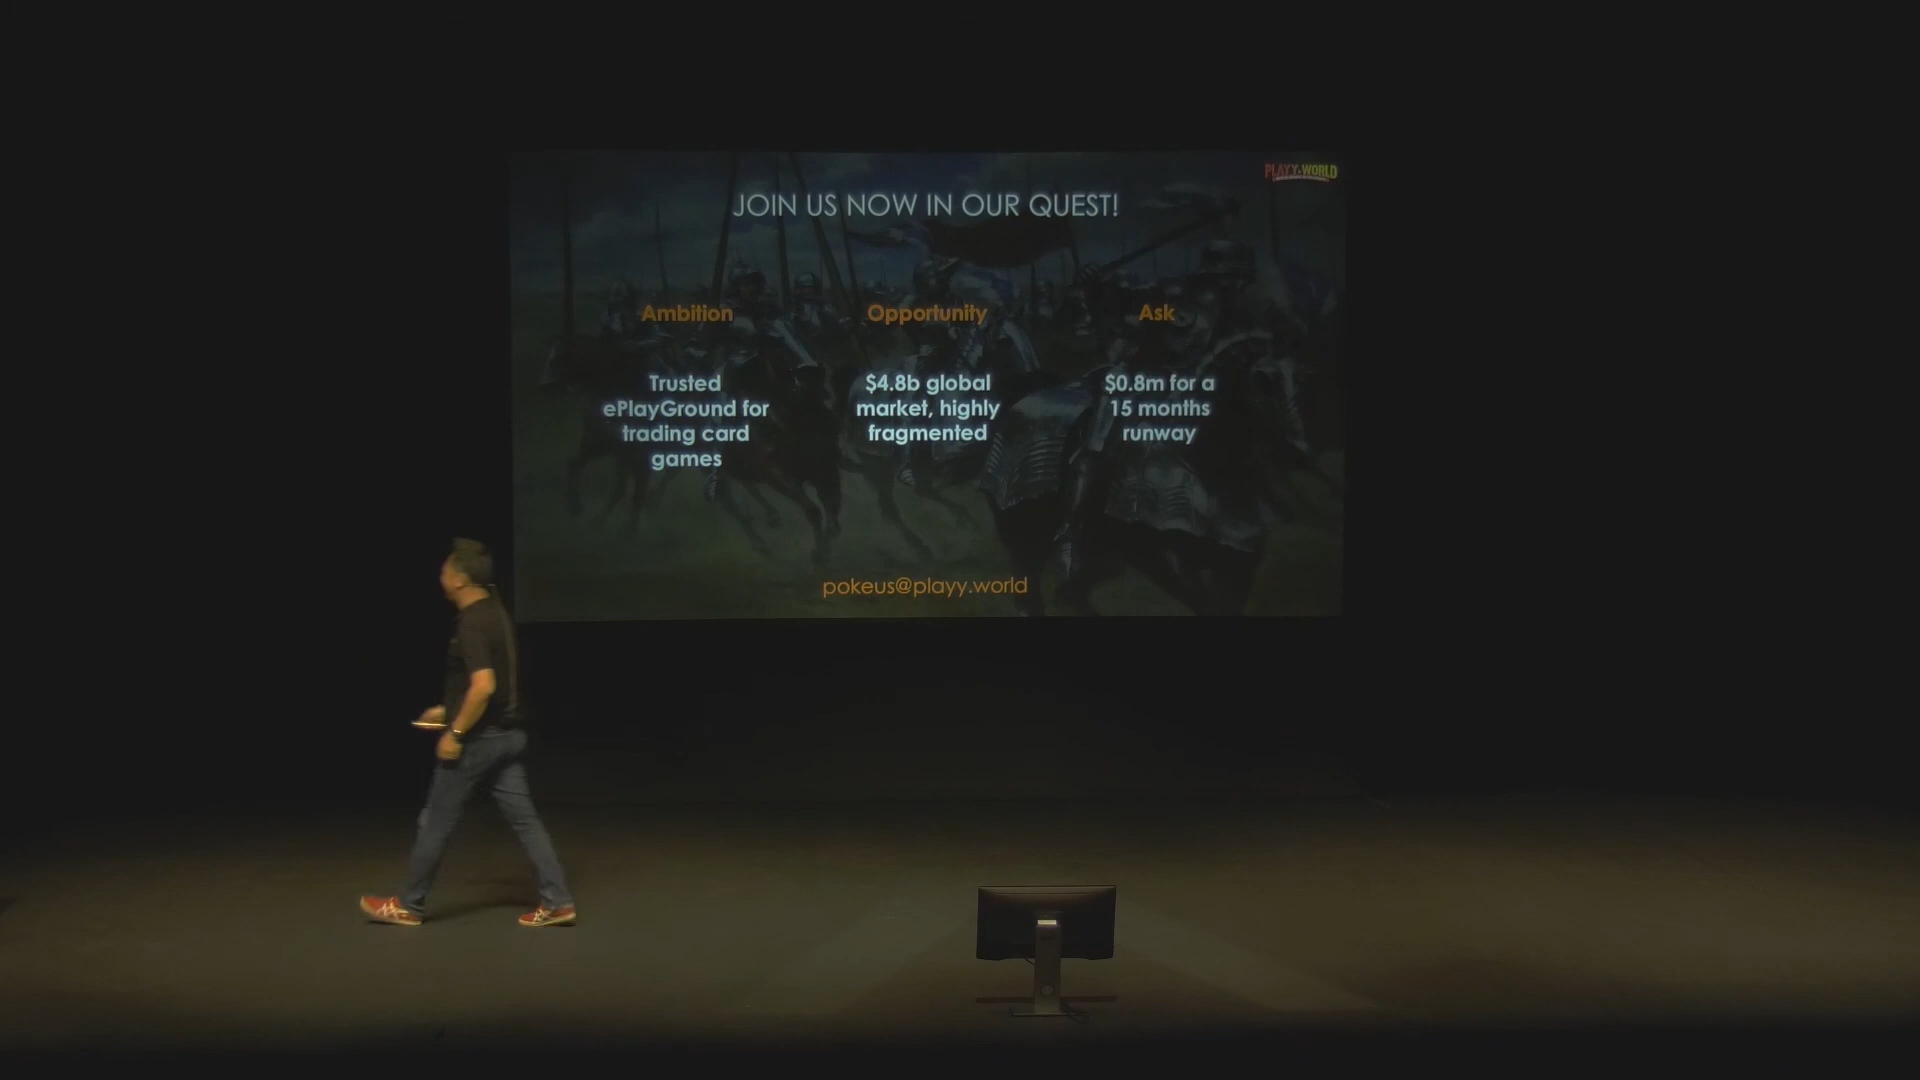 PLAYY.WORLD
JOIN US NOW IN OUR QUEST!
Ambition
Trusted
ePlayGround for
trading card
games
Opportunity
$4.8b global
market, highly
fragmented
Ask
$0.8m for a
15 months
runway
pokeus@playy.world